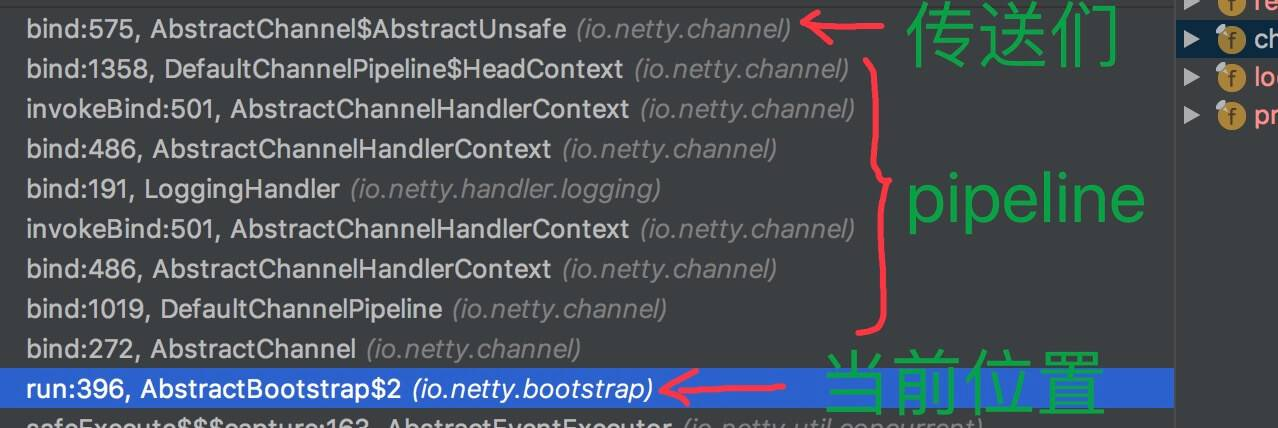 bind:575, AbstractChannel$AbstractUnsafe (io.netty.channel)
传送们
bind:1358, DefaultChannelPipeline$HeadContext (io.netty.channel)
invokeBind:501, AbstractChannelHandlerContext (io.netty.channel)
bind:486, AbstractChannelHandlerContext (io.netty.channel)
bind:191, LoggingHandler (io.netty.handler.logging)
pipeline
invokeBind:501, AbstractChannelHandlerContext (io.netty.channel)
bind:486, AbstractChannelHandlerContext (io.netty.channel)
bind:1019, DefaultChannelPipeline (io.netty.channel)
bind:272, AbstractChannel (io.netty.channel)
run:396, AbstractBootstrap$2 (io.netty.bootstrap)
当前位置
f ch
f lo
f pr